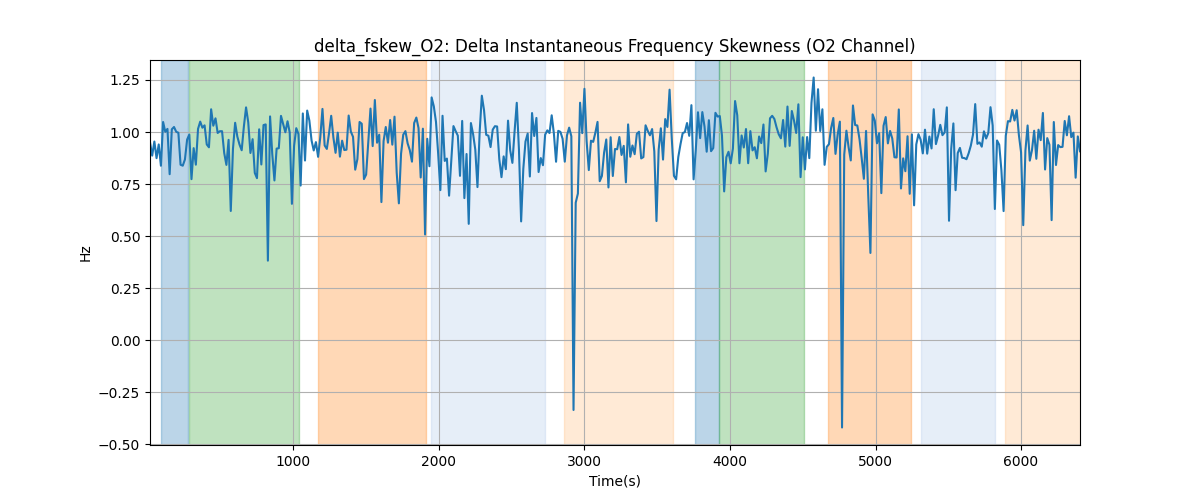 delta_fskew_O2: Delta Instantaneous Frequency Skewness (O2 Channel)
1.25
1.00
0.75
0.50
0.25
0.00
−0.25
−0.50
Hz
1000 2000 3000 4000 5000 6000
Time(s)